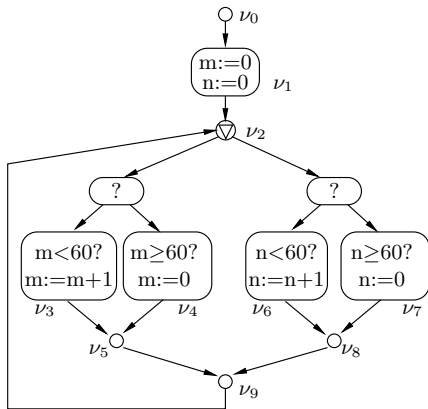 ν0
m:=0
n:=0
ν1
ν2
?
?
m<60?
m:=m+1
m≥60?
m:=0
n<60?
n:=n+1
n≥60?
n:=0
ν3
ν4
ν6
ν7
ν5
ν8
ν9